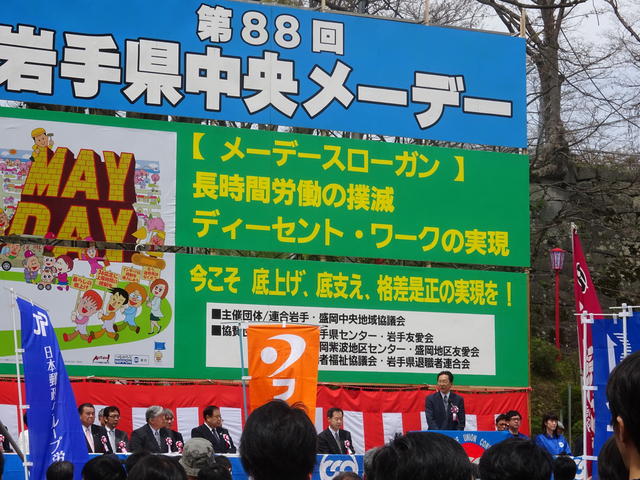 第88回
岩手県中央メーデー
【 メーデースローガン 】
長時間労働の撲滅
ディーセント・ワークの実現
今こそ 底上げ、底支え、格差是正の実現を！
■主催団体/連合岩手・盛岡中央地域協議会
■協賛
手県センター・岩手友愛会
岡紫波地区センター・盛岡地区友愛会
者福祉協議会・岩手県退職者連合会
MAY
DAY
日本郵政グループ労